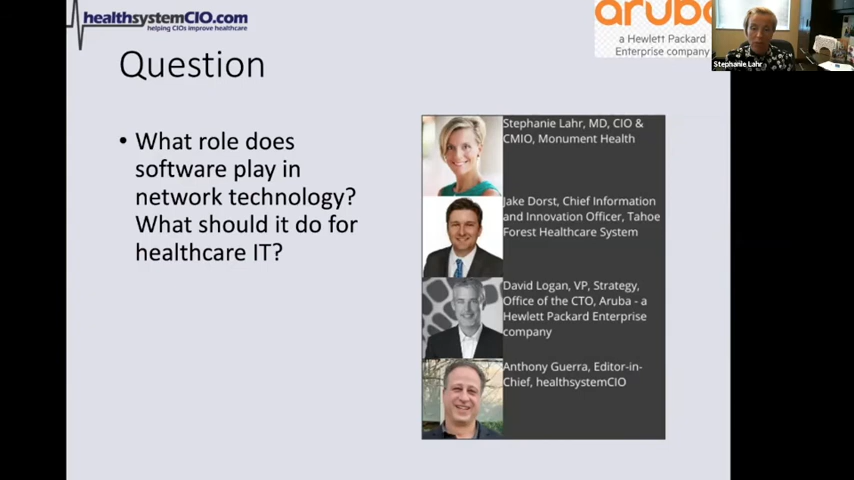 healthsystemCIO.com
helping CIOs improve healthcare
aruba
a Hewlett Packard
Enterprise company
Stephanie Lahr
Question
• What role does
software play in
network technology?
What should it do for
healthcare IT?
Stephanie Lahr, MD, CIO &
CMIO, Monument Health
Jake Dorst, Chief Information
and Innovation Officer, Tahoe
Forest Healthcare System
David Logan, VP, Strategy,
Office of the CTO, Aruba - a
Hewlett Packard Enterprise
company
Anthony Guerra, Editor-in-
Chief, healthsystemCIO